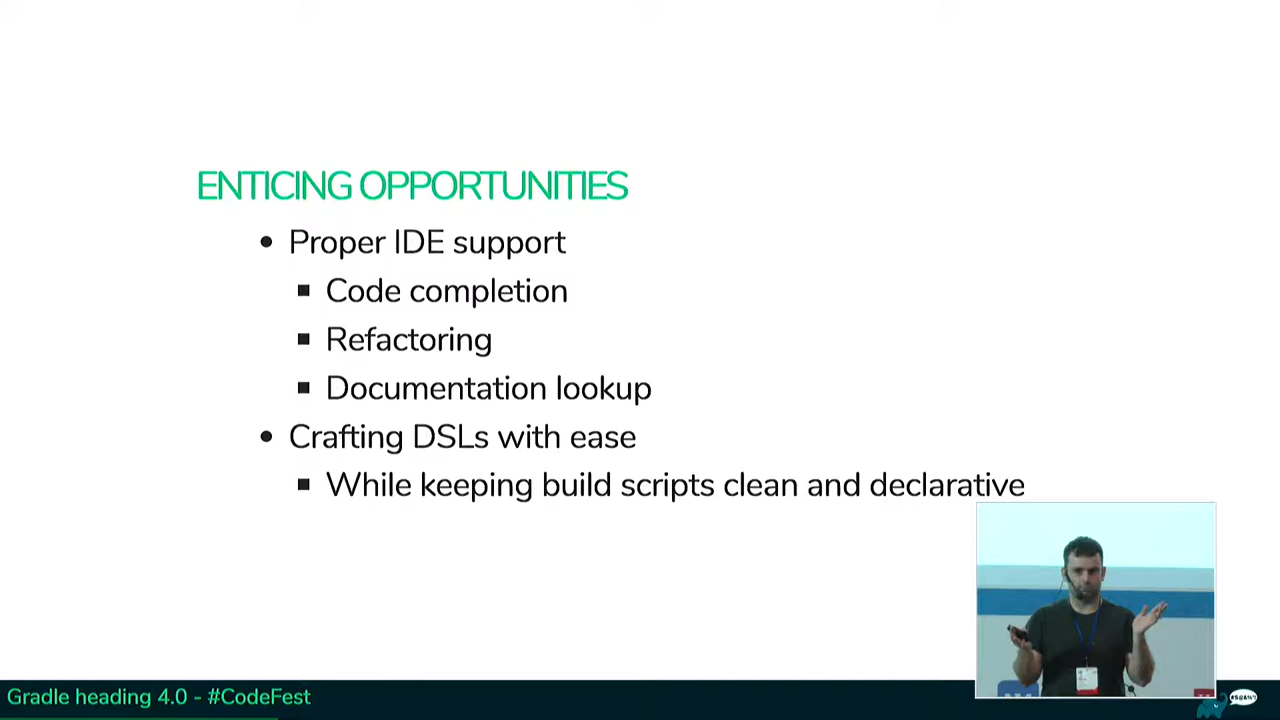 ENTICING OPPORTUNITIES
Proper IDE support
Code completion
Refactoring
Documentation lookup
Crafting DSLs with ease
While keeping build scripts clean and declarative
Gradle heading 4.0 - #CodeFest